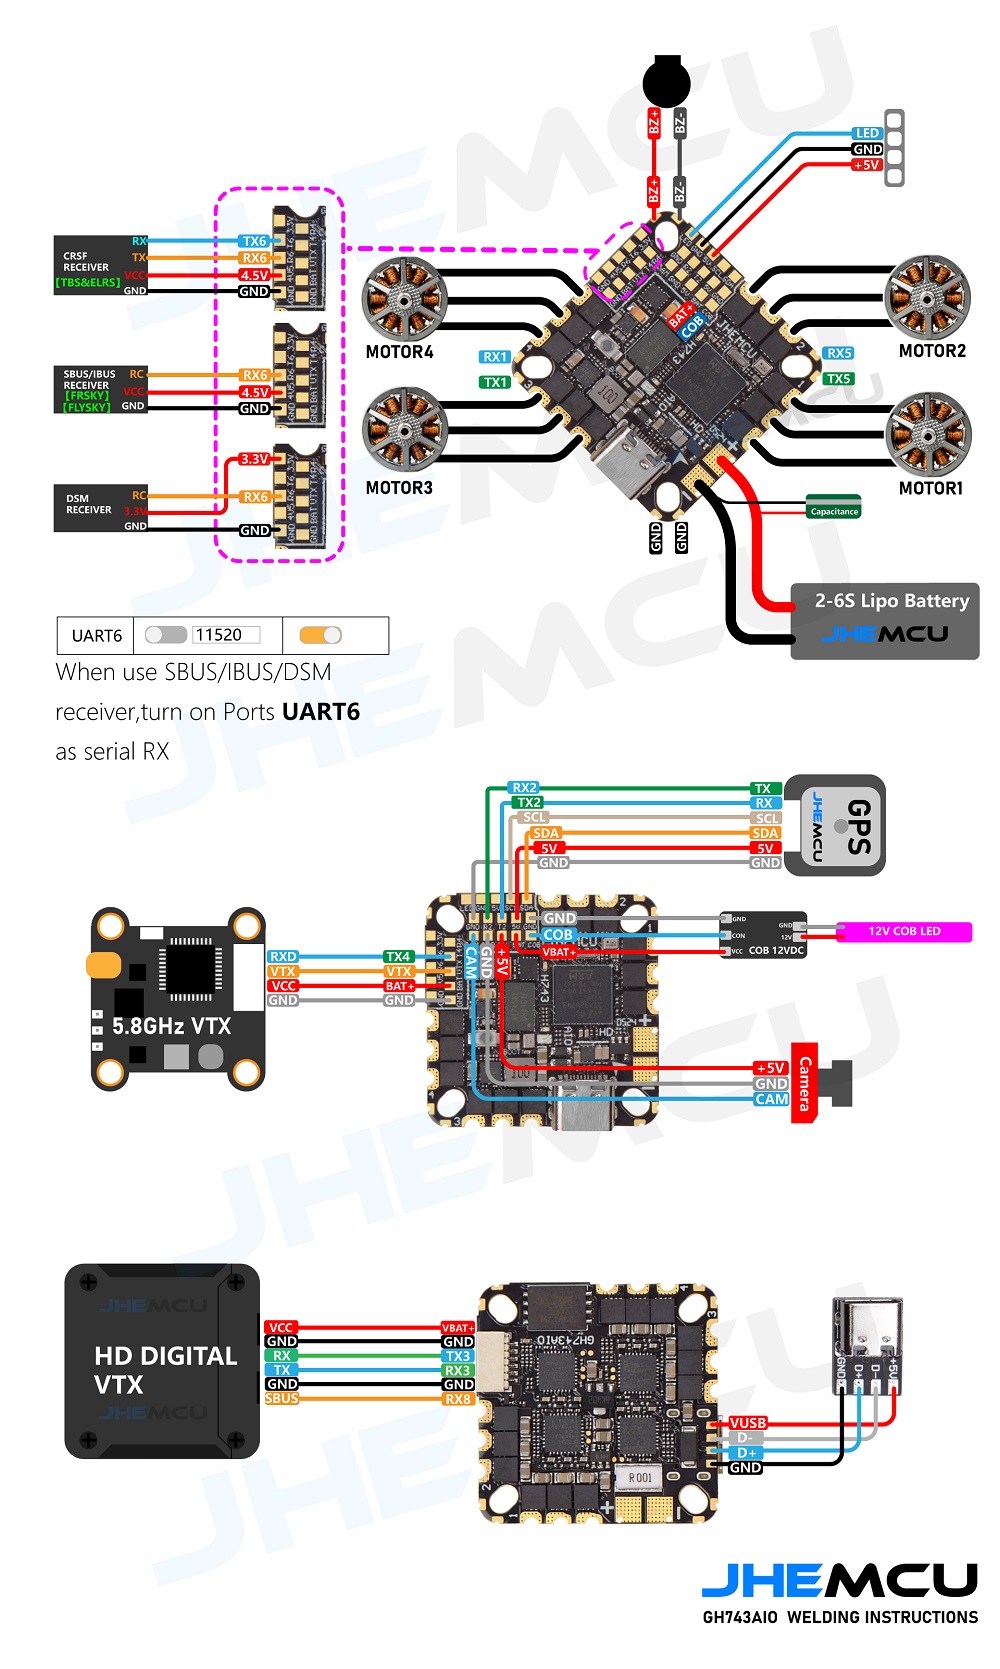 BZ+
BZ-
BZ+
BZ-
LED
GND
+5V
CRSF
RECEIVER
【TBS&ELRS】
RX
TX
VCC
GND
TX6
RX6
4.5V
GND
SBUS/IBUS
RECEIVER
【FRSKY】
【FLYSKY】
RC
VCC
GND
RX6
4.5V
GND
DSM
RECEIVER
RC
3.3V
GND
3.3V
RX6
GND
MOTOR4
MOTOR2
BAT+
COB
RX1
TX1
RX5
TX5
MOTOR3
MOTOR1
GND
GND
Capacitance
2-6S Lipo Battery
JHEMCU
UART6
11520
When use SBUS/IBUS/DSM
receiver,turn on Ports UART6
as serial RX
RX2
TX2
SCL
SDA
5V
GND
TX
RX
SCL
SDA
5V
GND
JHEMCU
GPS
GND
COB
VBAT+
GND
CON
VCC
GND
12V
COB 12VDC
12V COB LED
5.8GHz VTX
RXD
VTX
VCC
GND
TX4
VTX
BAT+
GND
CAM
GND
+5V
+5V
GND
CAM
Camera
JHEMCU
HD DIGITAL
VTX
JHEMCU
VCC
GND
RX
TX
GND
SBUS
VBAT+
GND
TX3
RX3
GND
RX8
GH743AIO
R001
VUSB
D-
D+
GND
GND
D+
D-
+5V
JHEMCU
GH743AIO WELDING INSTRUCTIONS